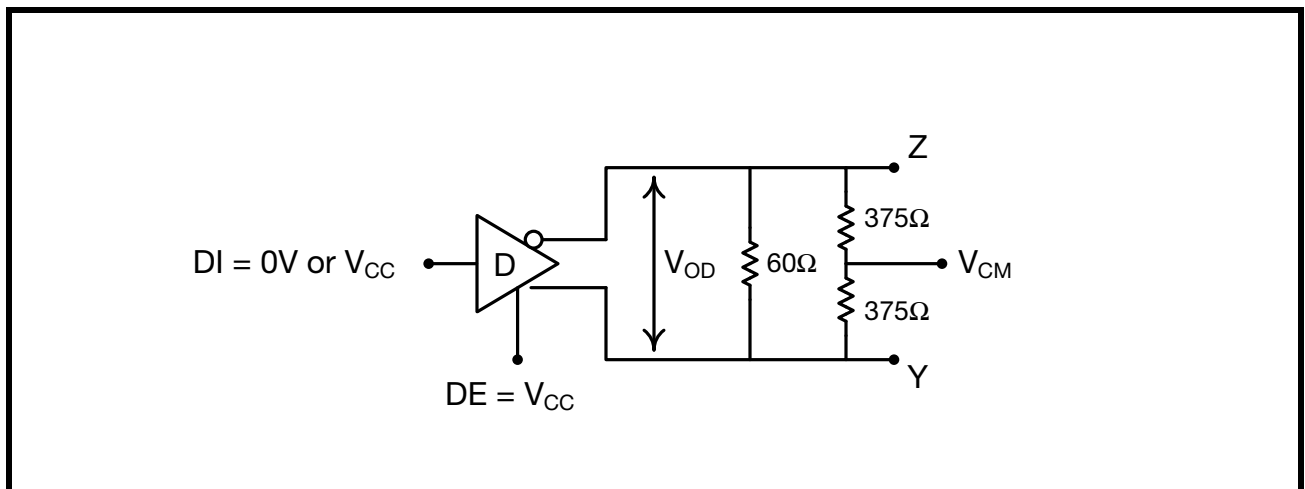 Z
375Ω
DI = 0V or VCC
D
VOD
60Ω
VCM
375Ω
Y
DE = VCC